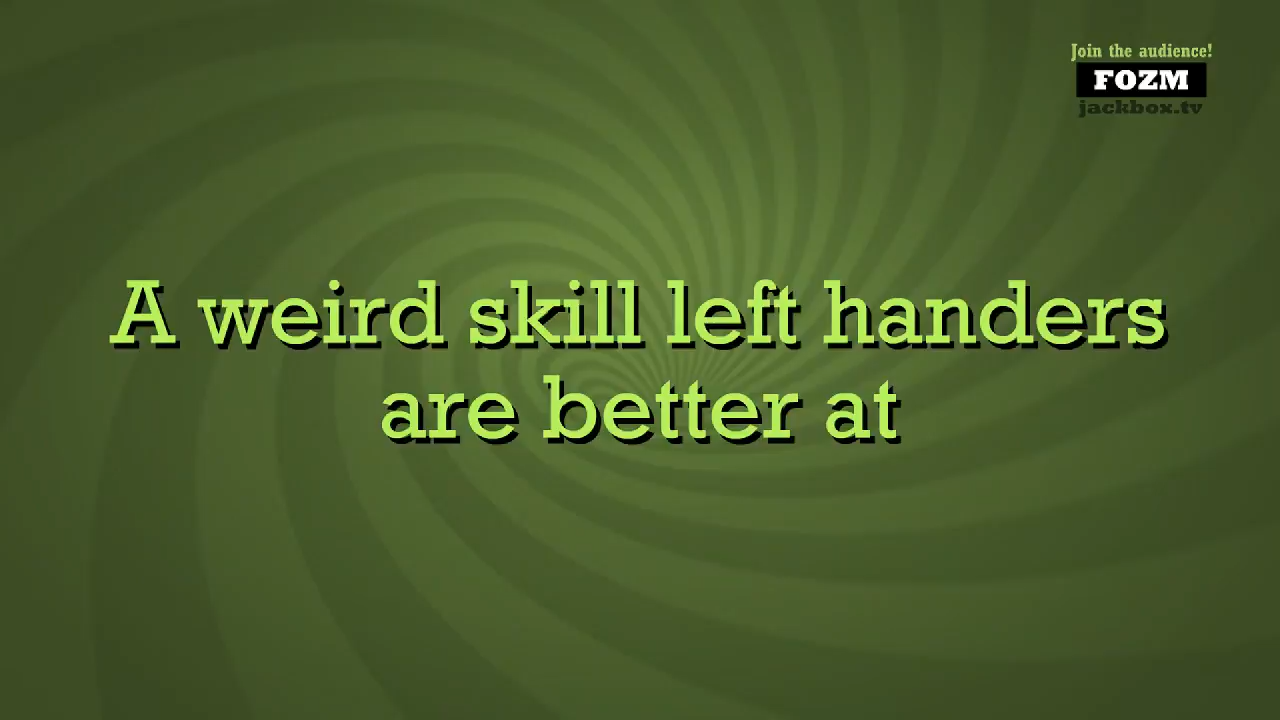 Join the audience!
FOZM
jackbox.tv
A weird skill left handers
are better at